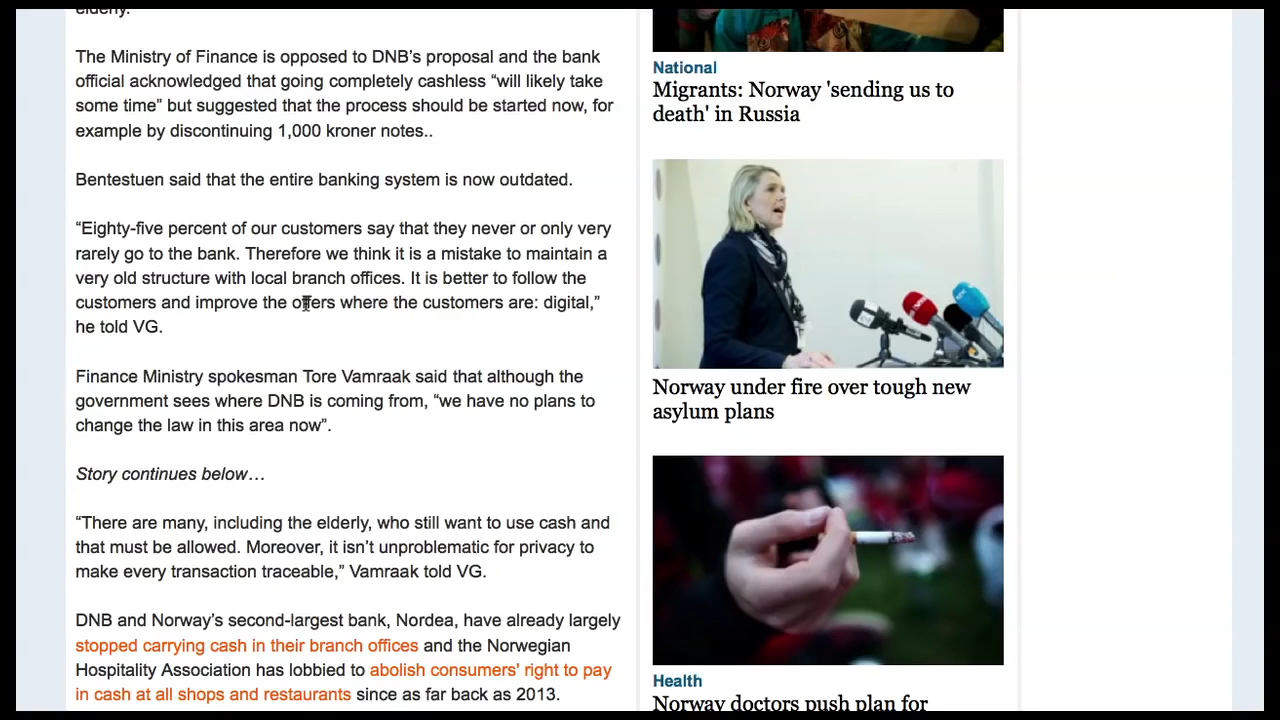 elderly.
The Ministry of Finance is opposed to DNB’s proposal and the bank
official acknowledged that going completely cashless “will likely take
some time” but suggested that the process should be started now, for
example by discontinuing 1,000 kroner notes..
Bentestuen said that the entire banking system is now outdated.
“Eighty-five percent of our customers say that they never or only very
rarely go to the bank. Therefore we think it is a mistake to maintain a
very old structure with local branch offices. It is better to follow the
customers and improve the offers where the customers are: digital,”
he told VG.
Finance Ministry spokesman Tore Vamraak said that although the
government sees where DNB is coming from, “we have no plans to
change the law in this area now”.
Story continues below…
“There are many, including the elderly, who still want to use cash and
that must be allowed. Moreover, it isn’t unproblematic for privacy to
make every transaction traceable,” Vamraak told VG.
DNB and Norway’s second-largest bank, Nordea, have already largely
stopped carrying cash in their branch offices and the Norwegian
Hospitality Association has lobbied to abolish consumers’ right to pay
in cash at all shops and restaurants since as far back as 2013.
National
Migrants: Norway 'sending us to
death' in Russia
Norway under fire over tough new
asylum plans
Health
Norway doctors push plan for